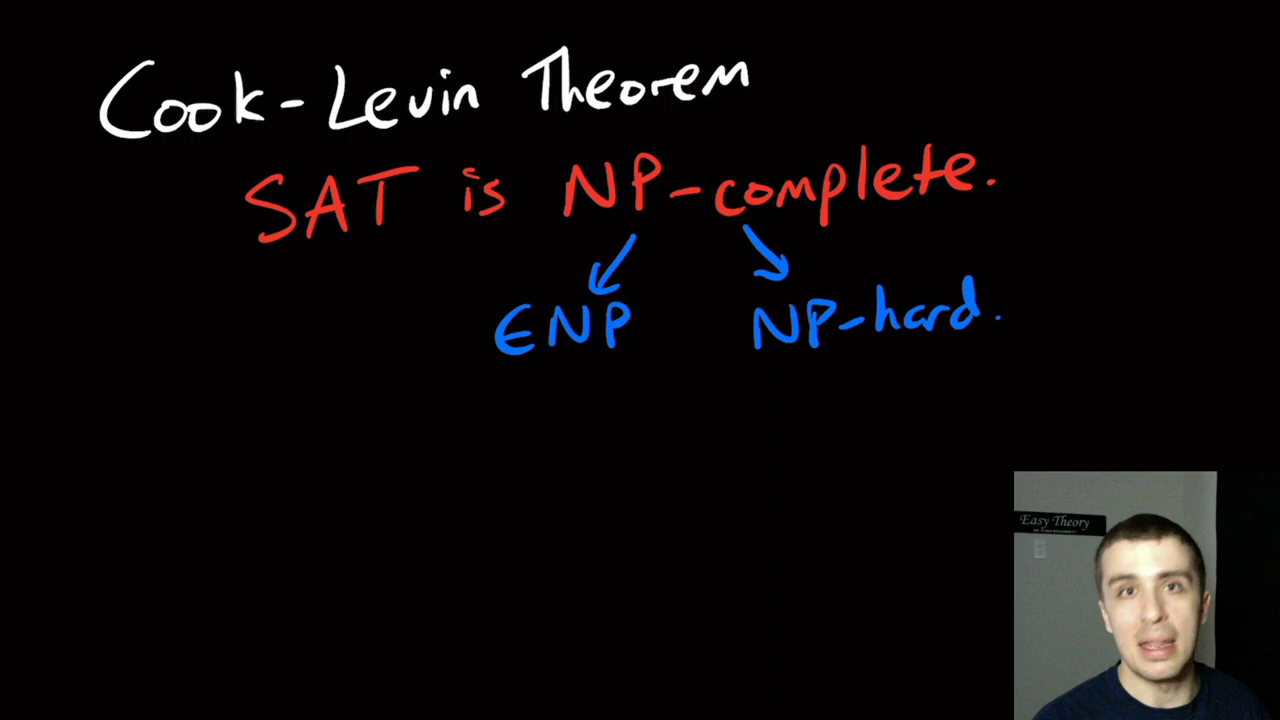 Cook-Levin Theorem
SAT is NP-complete.
∈NP NP-hard.
Easy Theory